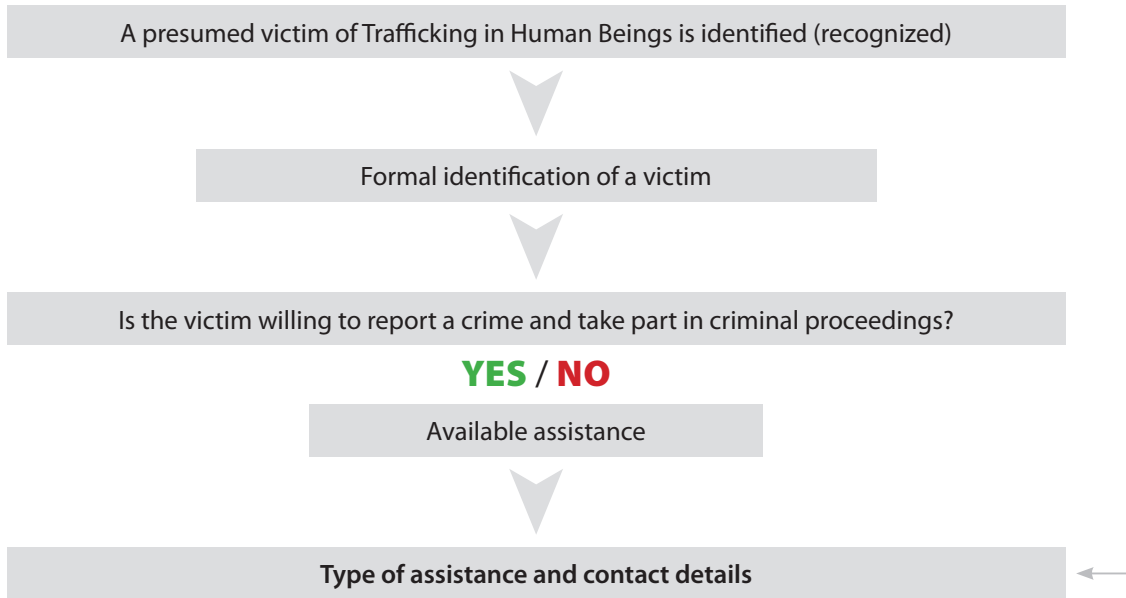 A presumed victim of Trafficking in Human Beings is identified (recognized)
Formal identification of a victim
Is the victim willing to report a crime and take part in criminal proceedings?
YES / NO
Available assistance
Type of assistance and contact details